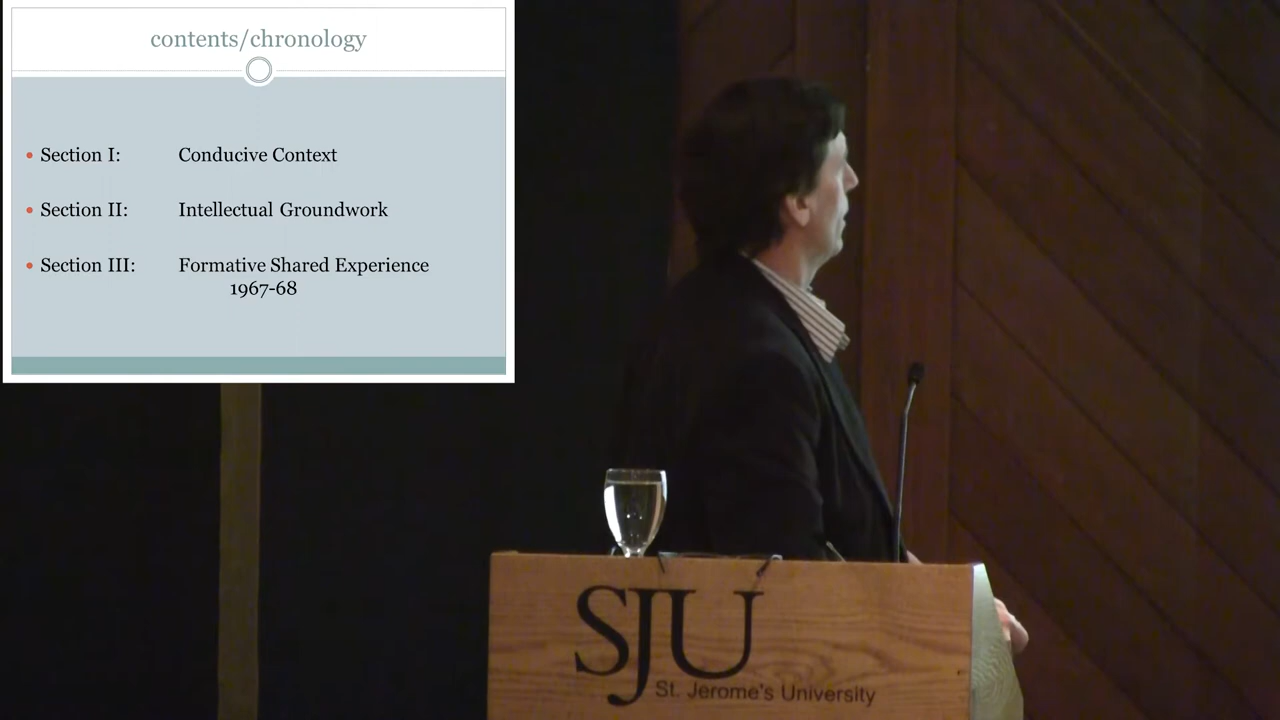 contents/chronology
• Section I: Conducive Context
• Section II: Intellectual Groundwork
• Section III: Formative Shared Experience
1967-68
SJU
St. Jerome's University